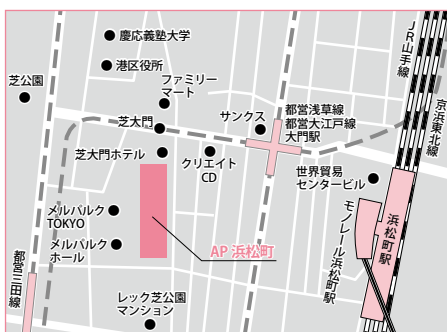 慶応義塾大学
港区役所
芝公園
ファミリー
マート
芝大門
サンクス
都営浅草線
都営大江戸線
大門駅
JR山手線
京浜東北線
芝大門ホテル
クリエイト
CD
世界貿易
センタービル
メルパルク
TOKYO
メルパルク
ホール
AP 浜松町
モノレール浜松町駅
浜松町駅
都営三田線
レック芝公園
マンション